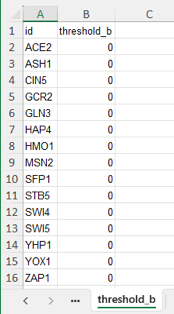 A B C
1 id threshold_b
2 ACE2 0
3 ASH1 0
4 CIN5 0
5 GCR2 0
6 GLN3 0
7 HAP4 0
8 HMO1 0
9 MSN2 0
10 SFP1 0
11 STB5 0
12 SWI4 0
13 SWI5 0
14 YHP1 0
15 YOX1 0
16 ZAP1 0
... threshold_b